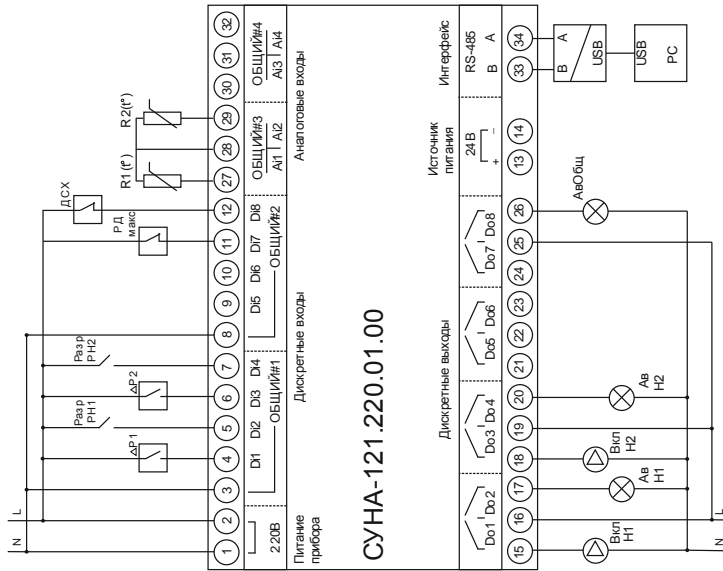 N
L
ΔP1
Разр
РН1
ΔP2
Разр
РН2
РД
макс
ДСХ
R1(t°)
R2(t°)
1
2
3
4
5
6
7
8
9
10
11
12
27
28
29
30
31
32
220В
Di1
Di2
Di3
Di4
Di5
Di6
Di7
Di8
ОБЩИЙ#1
ОБЩИЙ#2
ОБЩИЙ#3
Ai1
Ai2
ОБЩИЙ#4
Ai3
Ai4
Питание
прибора
Дискретные входы
Аналоговые входы
СУНА-121.220.01.00
Дискретные выходы
Источник
питания
Интерфейс
Do1
Do2
Do3
Do4
Do5
Do6
Do7
Do8
24 В
+
–
RS-485
B
A
15
16
17
18
19
20
21
22
23
24
25
26
13
14
33
34
Вкл
Н1
Ав
Н1
Вкл
Н2
Ав
Н2
АвОбщ
B
A
USB
USB
PC
N
L